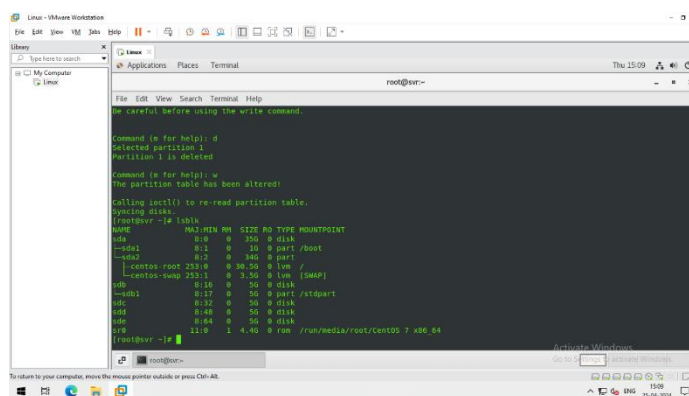 Linux - VMware Workstation
File Edit View VM Tabs Help
Library
Type here to search
My Computer
Linux
Linux
Applications Places Terminal
Thu 15:09
root@svr:~
File Edit View Search Terminal Help
Be careful before using the write command.
Command (m for help): d
Selected partition 1
Partition 1 is deleted
Command (m for help): w
The partition table has been altered!
Calling ioctl() to re-read partition table.
Syncing disks.
[root@svr ~]# lsblk
NAME MAJ:MIN RM SIZE RO TYPE MOUNTPOINT
sda 8:0 0 35G 0 disk
├─sda1 8:1 0 1G 0 part /boot
└─sda2 8:2 0 34G 0 part
├─centos-root 253:0 0 30.5G 0 lvm /
└─centos-swap 253:1 0 3.5G 0 lvm [SWAP]
sdb 8:16 0 5G 0 disk
└─sdb1 8:17 0 5G 0 part /stdpart
sdc 8:32 0 5G 0 disk
sdd 8:48 0 5G 0 disk
sde 8:64 0 5G 0 disk
sr0 11:0 1 4.4G 0 rom /run/media/root/CentOS 7 x86_64
[root@svr ~]#
Activate Windows
Go to Settings to activate Windows.
root@svr:~
To return to your computer, move the mouse pointer outside or press Ctrl+Alt.
ENG
15:09
25-04-2024